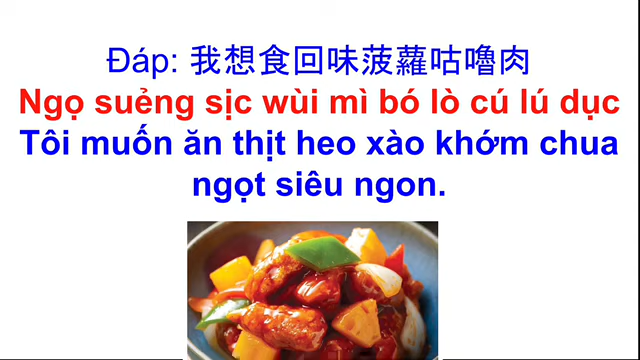 Đáp: 我想食回味菠蘿咕嚕肉
Ngọ suẻng sịc wùi mì bó lò cú lú dục
Tôi muốn ăn thịt heo xào khớm chua
ngọt siêu ngon.